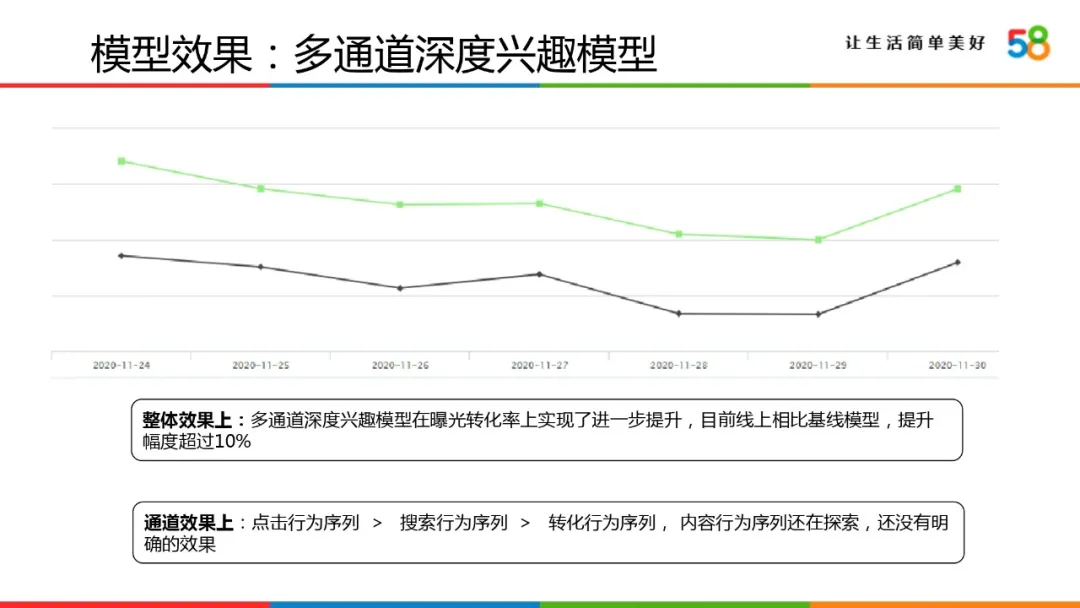 模型效果：多通道深度兴趣模型
让生活简单美好
58
2020-11-24 2020-11-25 2020-11-26 2020-11-27 2020-11-28 2020-11-29 2020-11-30
整体效果上：多通道深度兴趣模型在曝光转化率上实现了进一步提升，目前线上相比基线模型，提升
幅度超过10%
通道效果上：点击行为序列 > 搜索行为序列 > 转化行为序列， 内容行为序列还在探索，还没有明
确的效果